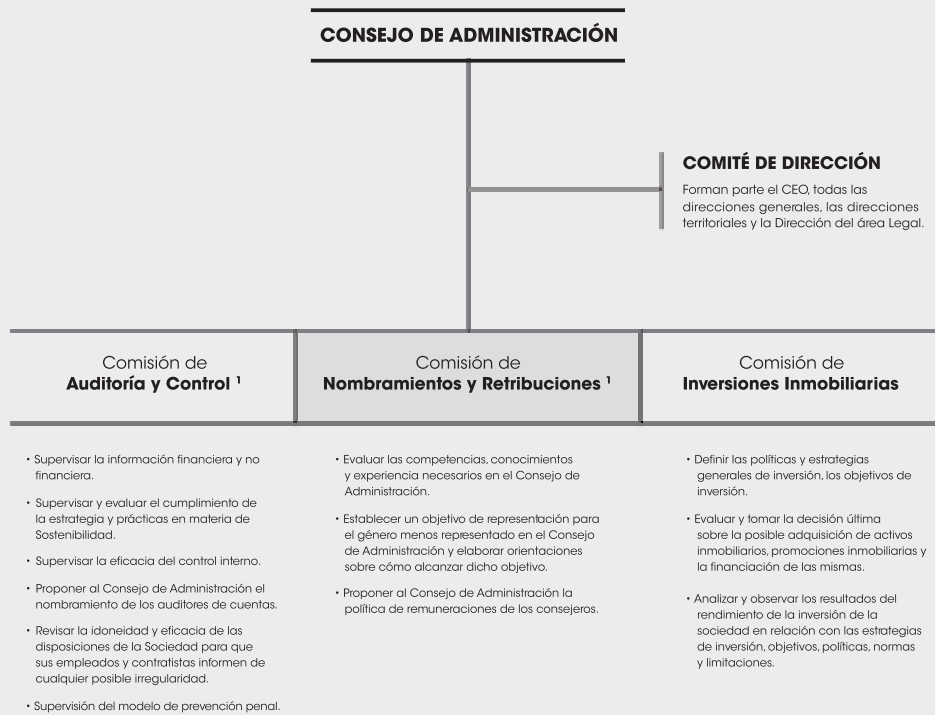 CONSEJO DE ADMINISTRACIÓN
COMITÉ DE DIRECCIÓN
Forman parte el CEO, todas las
direcciones generales, las direcciones
territoriales y la Dirección del área Legal.
Comisión de
Auditoría y Control ¹
• Supervisar la información financiera y no
financiera.
• Supervisar y evaluar el cumplimiento de
la estrategia y prácticas en materia de
Sostenibilidad.
• Supervisar la eficacia del control interno.
• Proponer al Consejo de Administración el
nombramiento de los auditores de cuentas.
• Revisar la idoneidad y eficacia de las
disposiciones de la Sociedad para que
sus empleados y contratistas informen de
cualquier posible irregularidad.
• Supervisión del modelo de prevención penal.
Comisión de
Nombramientos y Retribuciones ¹
• Evaluar las competencias, conocimientos
y experiencia necesarios en el Consejo de
Administración.
• Establecer un objetivo de representación para
el género menos representado en el Consejo
de Administración y elaborar orientaciones
sobre cómo alcanzar dicho objetivo.
• Proponer al Consejo de Administración la
política de remuneraciones de los consejeros.
Comisión de
Inversiones Inmobiliarias
• Definir las políticas y estrategias
generales de inversión, los objetivos de
inversión.
• Evaluar y tomar la decisión última
sobre la posible adquisición de activos
inmobiliarios, promociones inmobiliarias y
la financiación de las mismas.
• Analizar y observar los resultados del
rendimiento de la inversión de la
sociedad en relación con las estrategias
de inversión, objetivos, políticas, normas
y limitaciones.